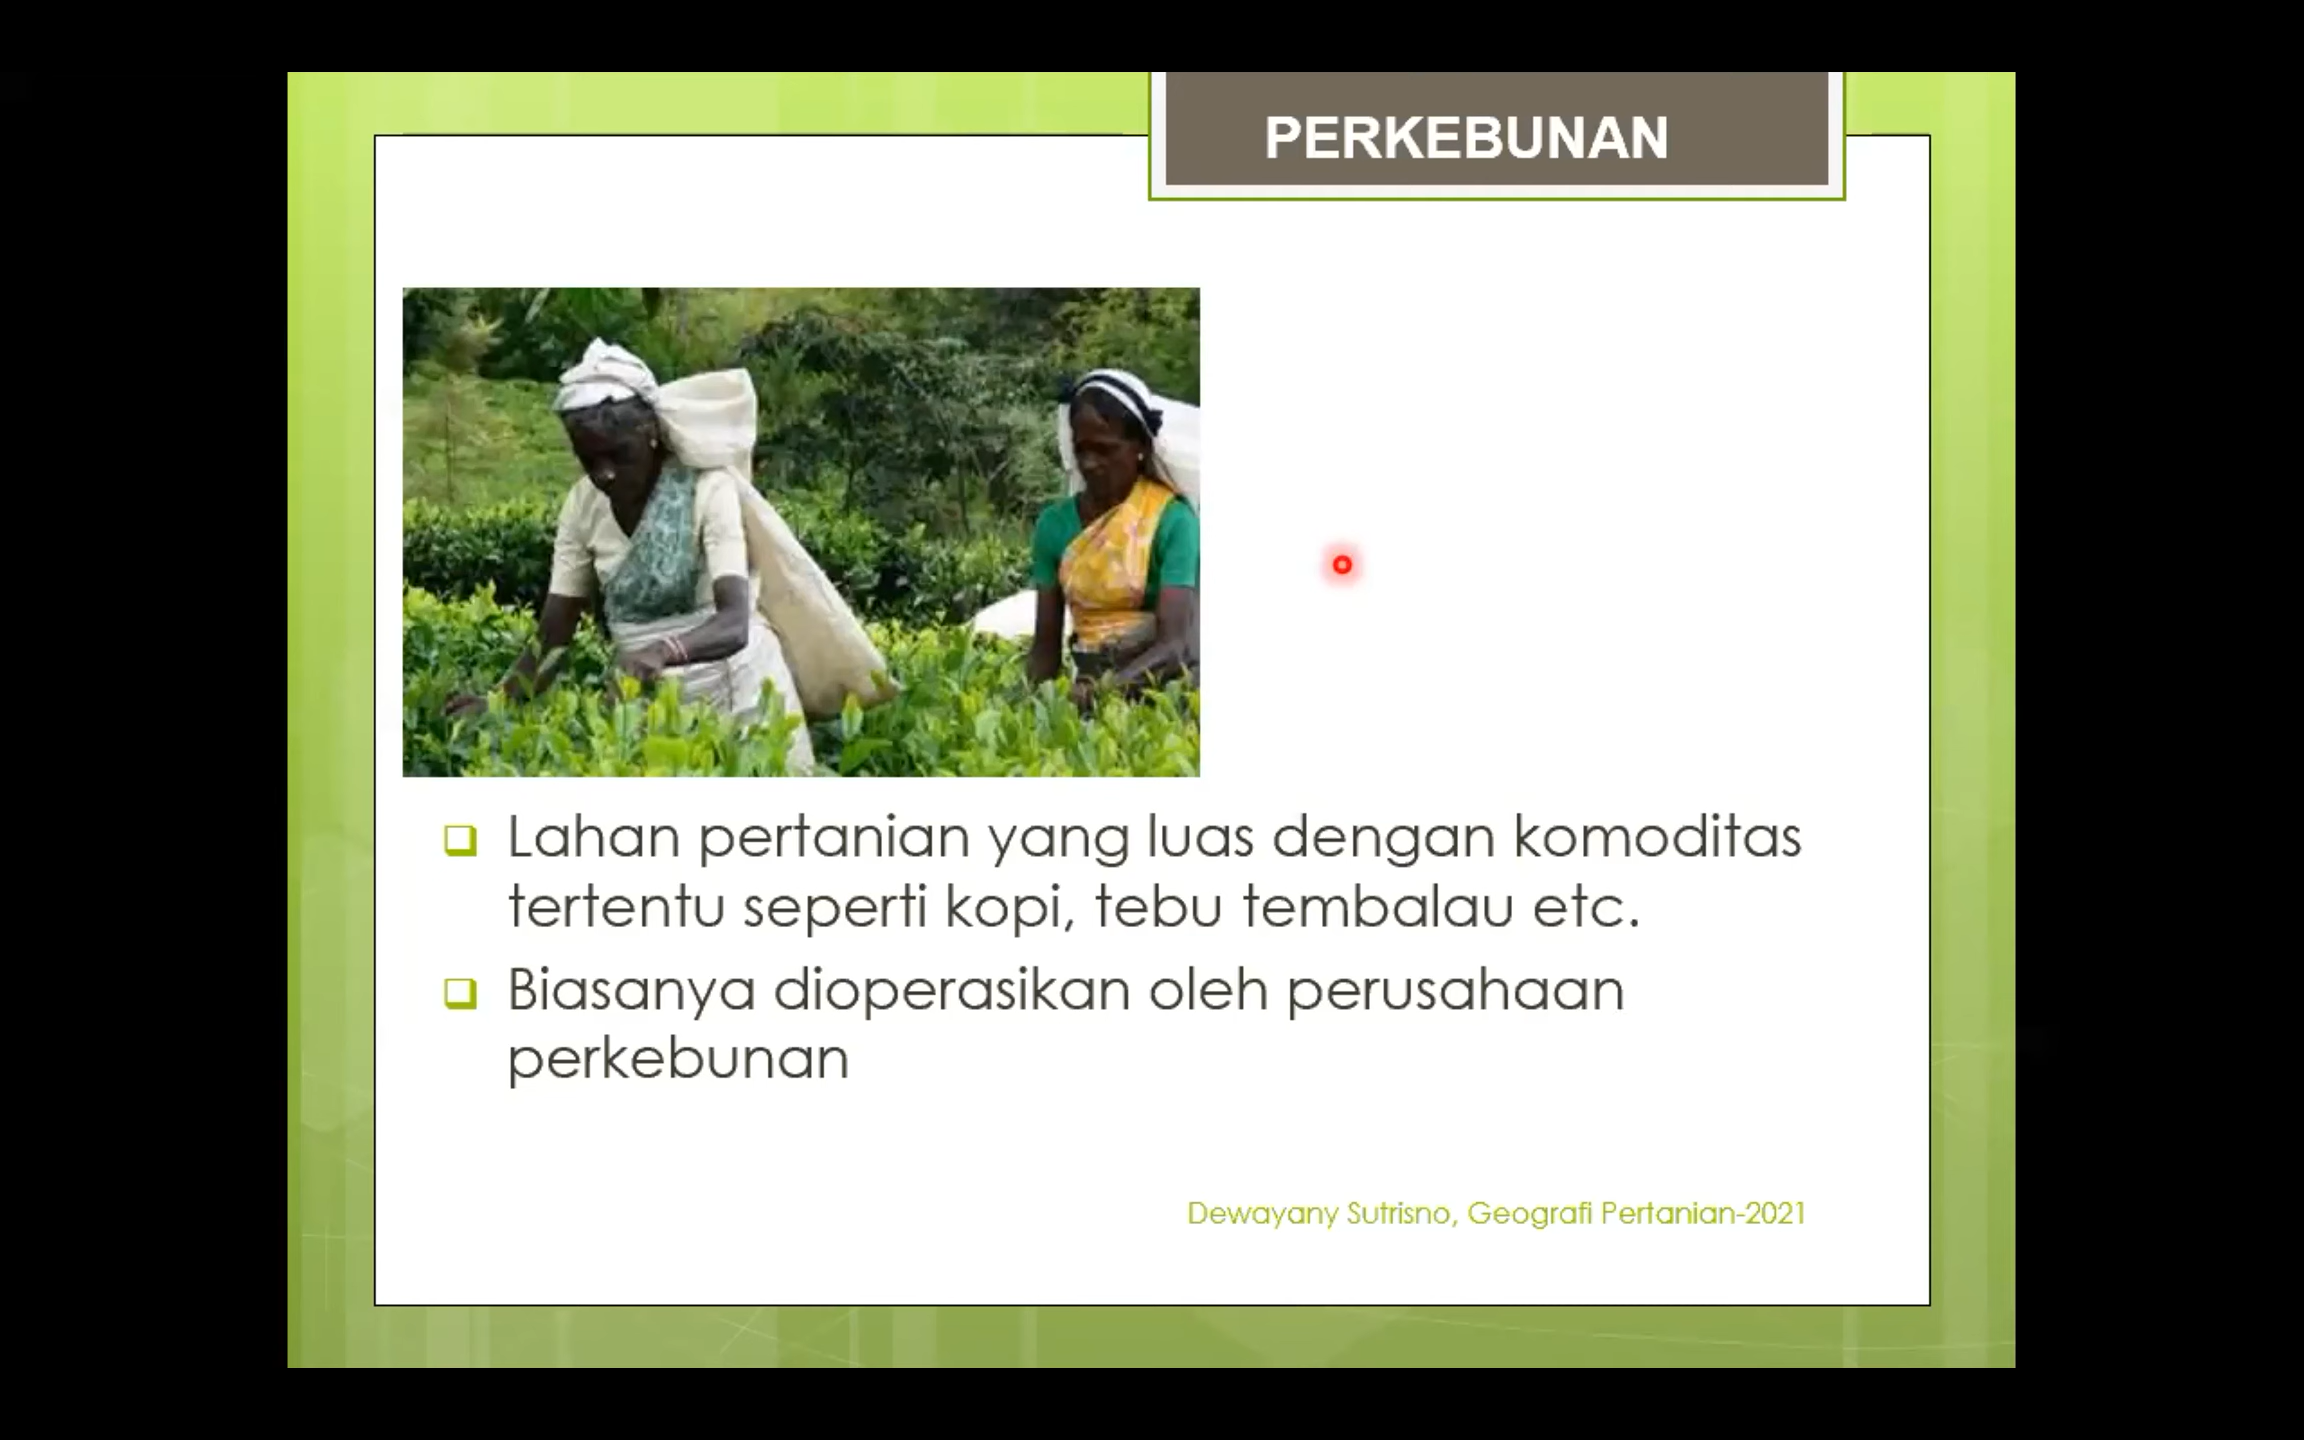 PERKEBUNAN
Lahan pertanian yang luas dengan komoditas
tertentu seperti kopi, tebu tembalau etc.
Biasanya dioperasikan oleh perusahaan
perkebunan
Dewayany Sutrisno, Geografi Pertanian-2021